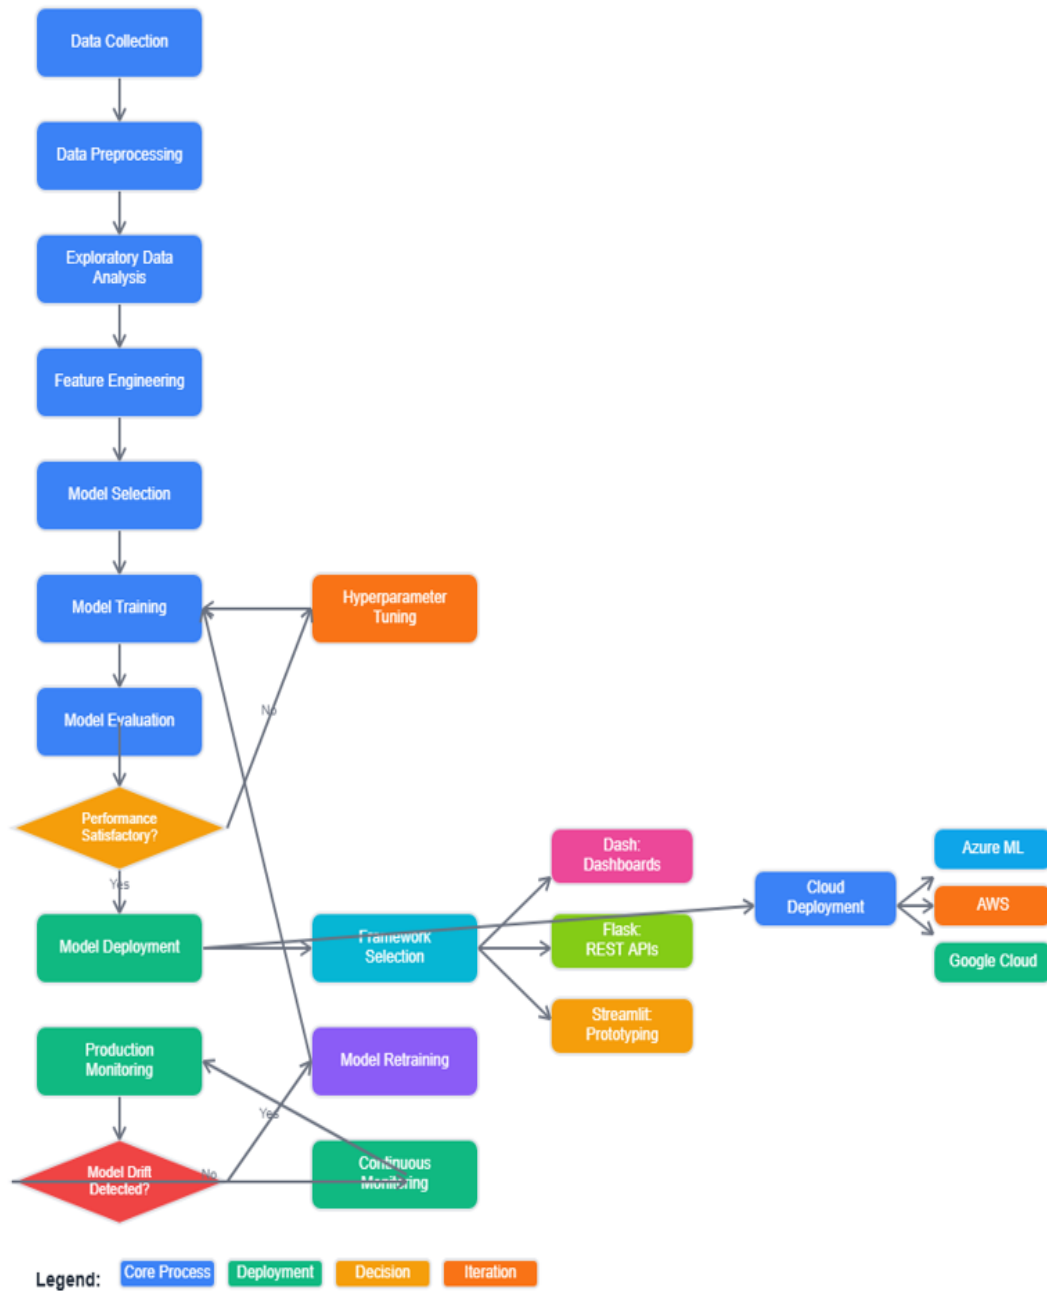 Data Collection
Data Preprocessing
Exploratory Data
Analysis
Feature Engineering
Model Selection
Model Training
Hyperparameter
Tuning
No
Model Evaluation
Performance
Satisfactory?
Yes
Model Deployment
Framework
Selection
Dash:
Dashboards
Flask:
REST APIs
Streamlit:
Prototyping
Cloud
Deployment
Azure ML
AWS
Google Cloud
Production
Monitoring
Model Retraining
Yes
Model Drift
Detected?
No
Continuous
Monitoring
Legend:
Core Process
Deployment
Decision
Iteration